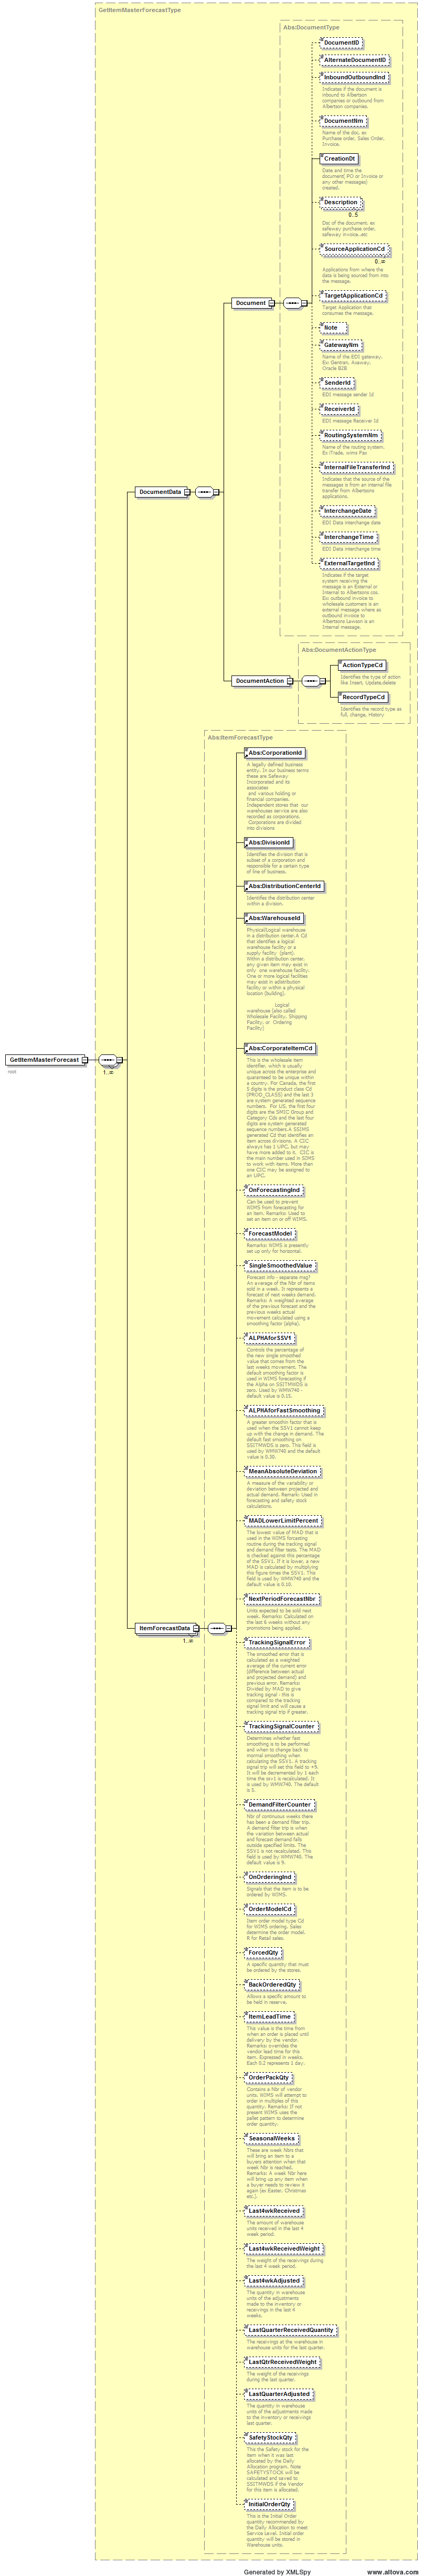 GetItemMasterForecastType
Abs:DocumentType
DocumentID
AlternateDocumentID
InboundOutboundInd
Indicates if the document is
inbound to Albertson
companies or outbound from
Albertson companies.
DocumentNm
Name of the doc, ex
Purchase order, Sales Order,
Invoice.
CreationDt
Date and time the
document( PO or Invoice or
any other messages)
created.
Description
0..5
Doc of the document. ex
safeway purchase order,
safeway invoice..etc
SourceApplicationCd
0..∞
Applications from where the
data is being sourced from into
the message.
TargetApplicationCd
Target Application that
consumes the message.
Note
GatewayNm
Name of the EDI gateway.
Ex: Gentran, Axaway,
Oracle B2B
SenderId
EDI message sender Id
ReceiverId
EDI message Receiver Id
RoutingSystemNm
Name of the routing system.
Ex: iTrade, wims Fax
InternalFileTransferInd
Indicates that the source of the
messages is from an internal file
transfer from Albertsons
applications.
InterchangeDate
EDI Data interchange date
InterchangeTime
EDI Data interchange time
ExternalTargetInd
Indicates if the target
system receiving the
message is an External or
Internal to Albertsons cos.
Ex: outbound invoice to
wholesale customers is an
external message where as
outbound invoice to
Albertsons Lawson is an
Internal message.
Document
DocumentData
Abs:DocumentActionType
DocumentAction
ActionTypeCd
Identifies the type of action
like Insert, Update,delete
RecordTypeCd
Identifies the record type as
full, change, History
Abs:ItemForecastType
Abs:CorporationId
A legally defined business
entity. In our business terms
these are Safeway
Incorporated and its
associates
and various holding or
financial companies.
Independent stores that our
warehouses service are also
recorded as corporations.
Corporations are divided
into divisions
Abs:DivisionId
Identifies the division that is
subset of a corporation and
responsible for a certain type
of line of business.
Abs:DistributionCenterId
Identifies the distribution center
within a division.
Abs:WarehouseId
Physical/Logical warehouse
in a distribution center.A Cd
that identifies a logical
warehouse facility or a
supply facility (plant).
Within a distribution center,
any given item may exist in
only one warehouse facility.
One or more logical facilities
may exist in adistribution
facility or within a physical
location (building).
Logical
warehouse (also called
Wholesale Facility, Shipping
Facility, or Ordering
Facility)
Abs:CorporateItemCd
This is the wholesale item
identifier, which is usually
unique across the enterprise and
guaranteed to be unique within
a country. For Canada, the first
5 digits is the product class Cd
(PROD_CLASS) and the last 3
are system generated sequence
numbers. For US, the first four
digits are the SMIC Group and
Category Cds and the last four
digits are system generated
sequence numbers.A SSIMS
generated Cd that identifies an
item across divisions. A CIC
always has 1 UPC, but may
have more added to it. CIC is
the main number used in SIMS
to work with items. More than
one CIC may be assigned to
an UPC.
GetItemMasterForecast
root
1..∞
OnForecastingInd
Can be used to prevent
WIMS from forecasting for
an item. Remarks: Used to
set an item on or off WIMS.
ForecastModel
Remarks: WIMS is presently
set up only for horizontal.
SingleSmoothedValue
Forecast info - separate msg?
An average of the Nbr of items
sold in a week. It represents a
forecast of next weeks demand.
Remarks: A weighted average
of the previous forecast and the
previous weeks actual
movement calculated using a
smoothing factor (alpha).
ALPHAforSSV1
Controls the percentage of
the new single smoothed
value that comes from the
last weeks movement. The
default smoothing factor is
used in WIMS forecasting if
the Alpha on SSITMWDS is
zero. Used by WMW740 -
default value is 0.15.
ALPHAforFastSmoothing
A greater smoothin factor that is
used when the SSV1 cannot keep
up with the change in demand. The
default fast smoothing on
SSITMWDS is zero. This field is
used by WMW740 and the default
value is 0.30.
MeanAbsoluteDeviation
A measure of the variability or
deviation between projected and
actual demand. Remark: Used in
forecasting and safety stock
calculations.
MADLowerLimitPercent
The lowest value of MAD that is
used in the WIMS forcasting
routine during the tracking signal
and demand filter tests. The MAD
is checked against this percentage
of the SSV1. If it is lower, a new
MAD is calculated by multiplying
this figure times the SSV1. This
field is used by WMW740 and the
default value is 0.10.
NextPeriodForecastNbr
Units expected to be sold next
week. Remarks: Calculated on
the last 6 weeks without any
promotions being applied.
ItemForecastData
1..∞
TrackingSignalError
The smoothed error that is
calculated as a weighted
average of the current error
(difference between actual
and projected demand) and
previous error. Remarks:
Divided by MAD to give
tracking signal - this is
compared to the tracking
signal limit and will cause a
tracking signal trip if greater.
TrackingSignalCounter
Determines whether fast
smoothing is to be performed
and when to change back to
normal smoothing when
calculating the SSV1. A tracking
signal trip will set this field to +9.
It will be decremented by 1 each
time the ssv1 is recalculated. It
is used by WMW740. The default
is 5.
DemandFilterCounter
Nbr of continuous weeks there
has been a demand filter trip.
A demand filter trip is when
the variation between actual
and forecast demand falls
outside specified limits. The
SSV1 is not recalculated. This
field is used by WMW740. The
default value is 9.
OnOrderingInd
Signals that the item is to be
ordered by WIMS.
OrderModelCd
Item order model type Cd
for WIMS ordering. Sales
determine the order model.
R for Retail sales.
ForcedQty
A specific quantity that must
be ordered by the stores.
BackOrderedQty
Allows a specific amount to
be held in reserve.
ItemLeadTime
This value is the time from
when an order is placed until
delivery by the vendor.
Remarks: overrides the
vendor lead time for this
item. Expressed in weeks.
Each 0.2 represents 1 day.
OrderPackQty
Contains a Nbr of vendor
units. WIMS will attempt to
order in multiples of this
quantity. Remarks: If not
present WIMS uses the
pallet pattern to determine
order quantity.
SeasonalWeeks
These are week Nbrs that
will bring an item to a
buyers attention when that
week Nbr is reached.
Remarks: A week Nbr here
will bring up any item when
a buyer needs to review it
again (ex Easter, Christmas
etc.).
Last4wkReceived
The amount of warehouse
units received in the last 4
week period.
Last4wkReceivedWeight
The weight of the receivings during
the last 4 week period.
Last4wkAdjusted
The quantity in warehouse
units of the adjustments
made to the inventory or
receivings in the last 4
weeks.
LastQuarterReceivedQuantity
The receivings at the warehouse in
warehouse units for the last quarter.
LastQtrReceivedWeight
The weight of the receivings
during the last quarter.
LastQuarterAdjusted
The quantity in warehouse
units of the adjustments made
to the inventory or receivings
last quarter.
SafetyStockQty
This the Safety stock for the
item when it was last
allocated by the Daily
Allocation program. Note
SAFETYSTOCK will be
calculated and saved to
SSITMWDS if the Vendor
for this item is allocated.
InitialOrderQty
This is the Initial Order
quantity recommended by
the Daily Allocation to meet
Service Level. Initial order
quantity will be stored in
Warehouse units.
Generated by XMLSpy
www.altova.com